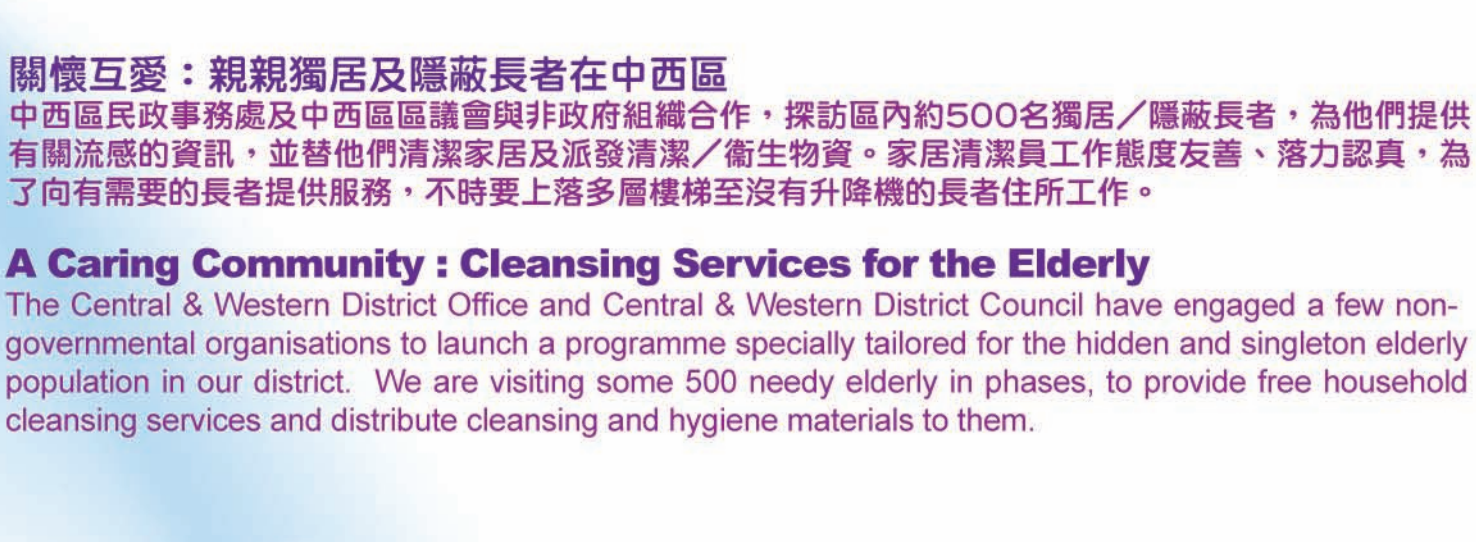 關懷互愛：親親獨居及隱蔽長者在中西區
中西區民政事務處及中西區區議會與非政府組織合作，探訪區內約500名獨居／隱蔽長者，為他們提供
有關流感的資訊，並替他們清潔家居及派發清潔／衞生物資。家居清潔員工作態度友善、落力認真，為
了向有需要的長者提供服務，不時要上落多層樓梯至沒有升降機的長者住所工作。
A Caring Community : Cleansing Services for the Elderly
The Central & Western District Office and Central & Western District Council have engaged a few non-
governmental organisations to launch a programme specially tailored for the hidden and singleton elderly
population in our district.  We are visiting some 500 needy elderly in phases, to provide free household
cleansing services and distribute cleansing and hygiene materials to them.